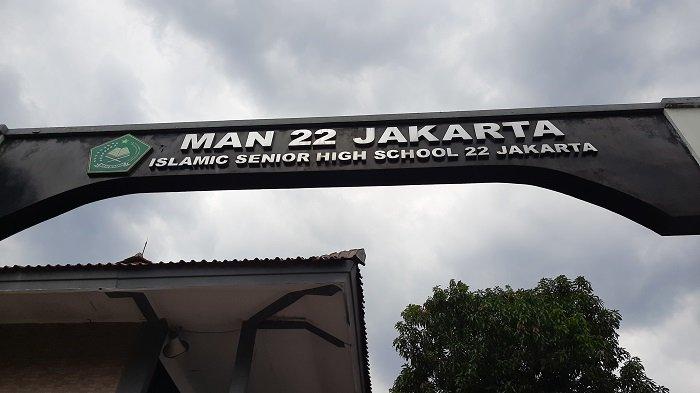 MAN 22 JAKARTA
ISLAMIC SENIOR HIGH SCHOOL 22 JAKARTA